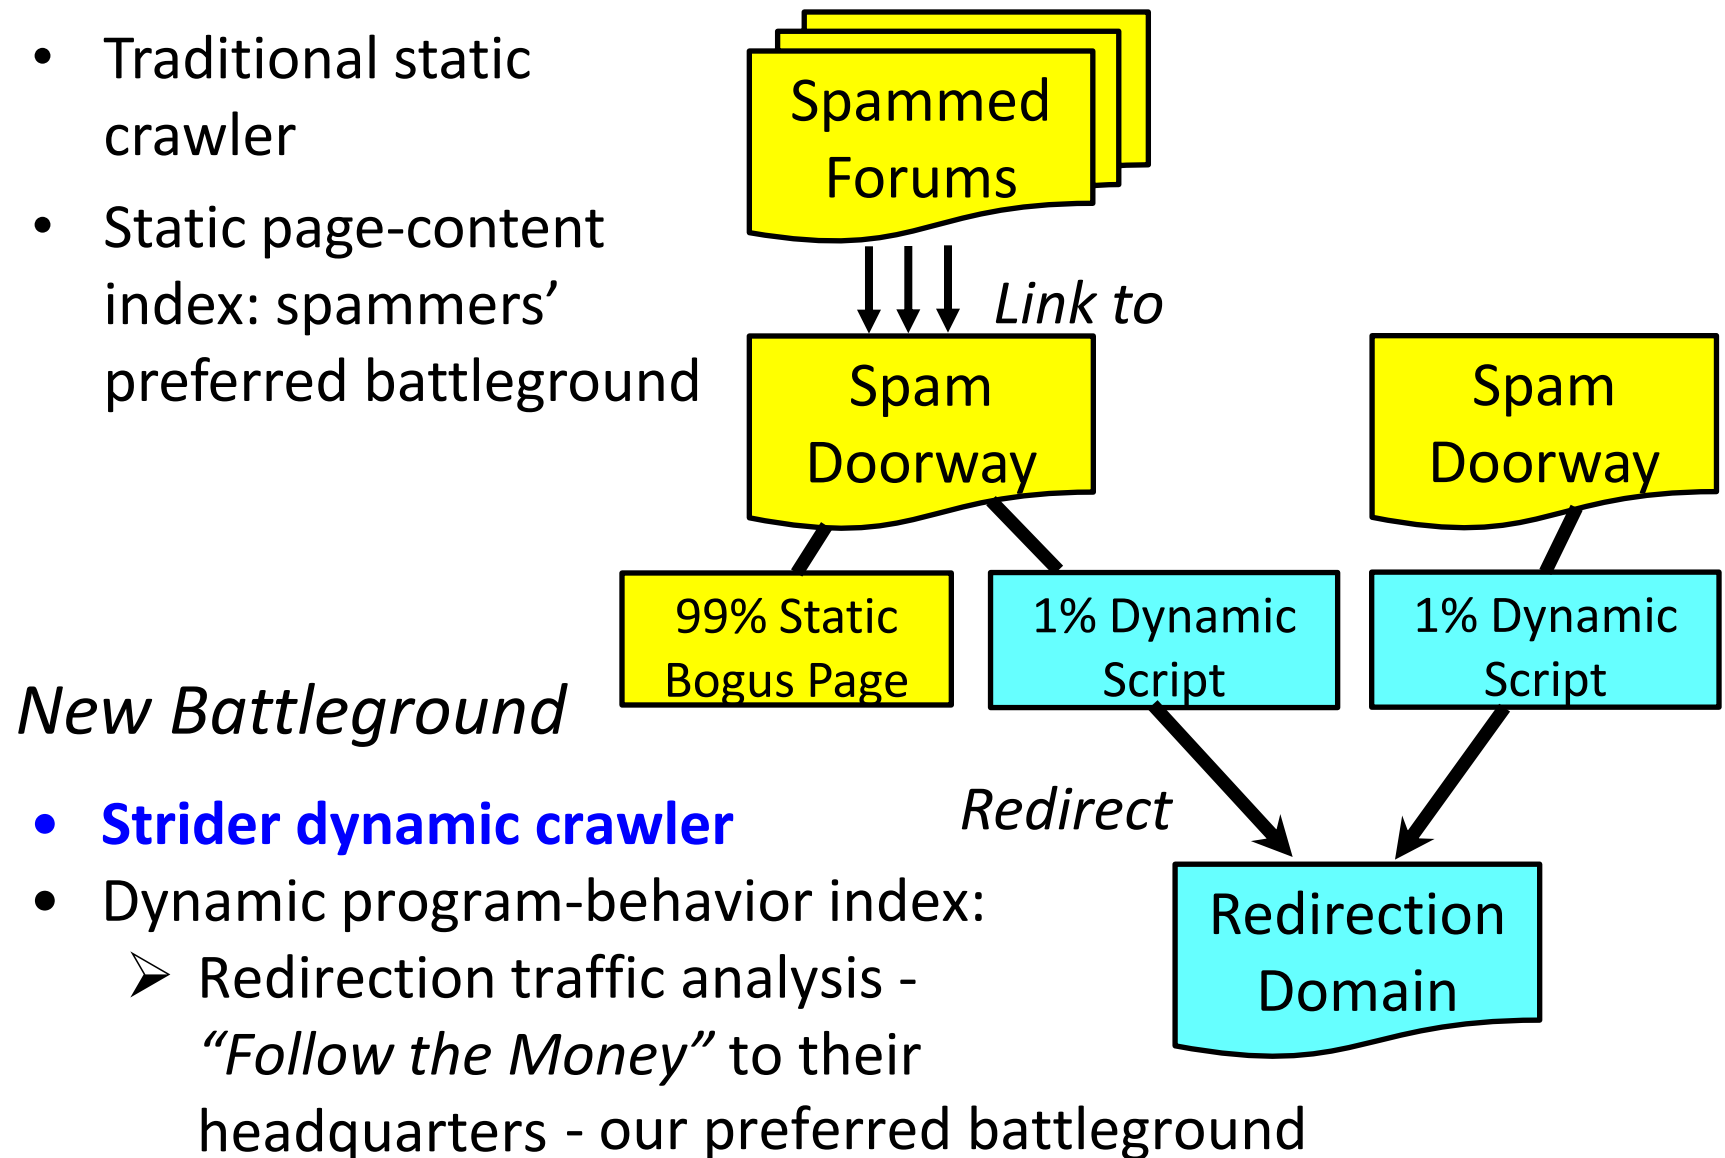 • Traditional static
crawler
• Static page-content
index: spammers’
preferred battleground
Spammed
Forums
Link to
Spam
Doorway
Spam
Doorway
99% Static
Bogus Page
1% Dynamic
Script
1% Dynamic
Script
New Battleground
Redirect
• Strider dynamic crawler
• Dynamic program-behavior index:
➢ Redirection traffic analysis -
“Follow the Money” to their
headquarters - our preferred battleground
Redirection
Domain